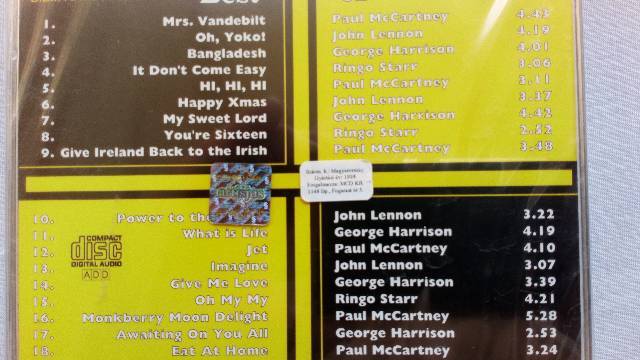 Best
1. Mrs. Vandebilt Paul McCartney 4.43
2. Oh, Yoko! John Lennon 4.19
3. Bangladesh George Harrison 4.01
4. It Don't Come Easy Ringo Starr 3.06
5. HI, HI, HI Paul McCartney 3.11
6. Happy Xmas John Lennon 3.37
7. My Sweet Lord George Harrison 4.42
8. You're Sixteen Ringo Starr 2.52
9. Give Ireland Back to the Irish Paul McCartney 3.48
10. Power to the John Lennon 3.22
11. What is Life George Harrison 4.19
12. Jet Paul McCartney 4.10
13. Imagine John Lennon 3.07
14. Give Me Love George Harrison 3.39
15. Oh My My Ringo Starr 4.21
16. Monkberry Moon Delight Paul McCartney 5.28
17. Awaiting On You All George Harrison 2.53
18. Eat At Home Paul McCartney 3.24
COMPACT
disc
DIGITAL AUDIO
ADD